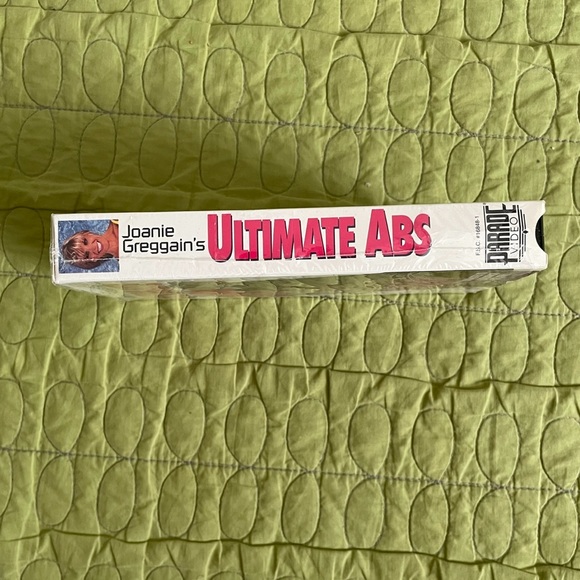 Joanie
Greggain's
ULTIMATE ABS
PARADE
VIDEO